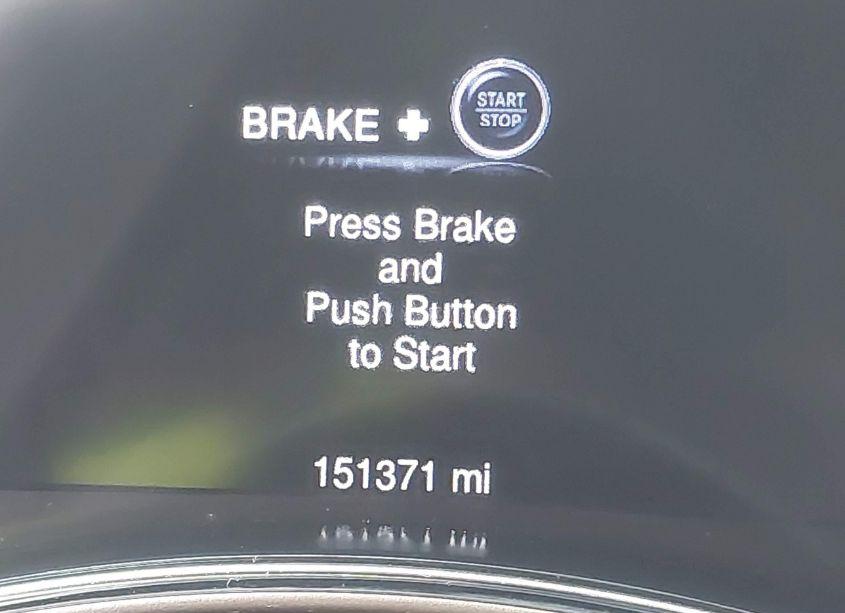 BRAKE + START
STOP
Press Brake
and
Push Button
to Start
151371 mi